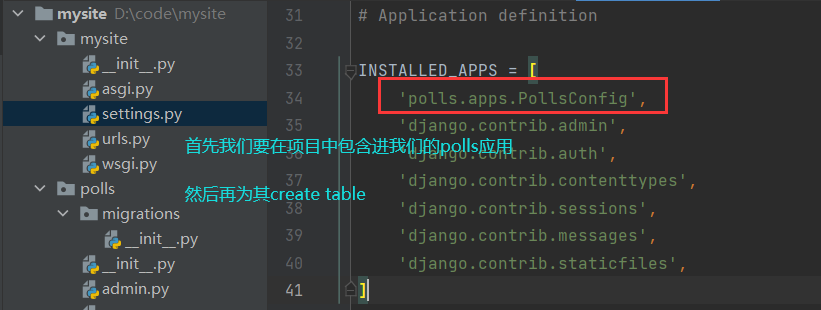 mysite D:\code\mysite
mysite
__init__.py
asgi.py
settings.py
urls.py
wsgi.py
polls
migrations
__init__.py
__init__.py
admin.py
首先我们要在项目中包含进我们的polls应用
然后再为其create table
31 # Application definition
32
33 INSTALLED_APPS = [
34 'polls.apps.PollsConfig',
35 'django.contrib.admin',
36 'django.contrib.auth',
37 'django.contrib.contenttypes',
38 'django.contrib.sessions',
39 'django.contrib.messages',
40 'django.contrib.staticfiles',
41 ]